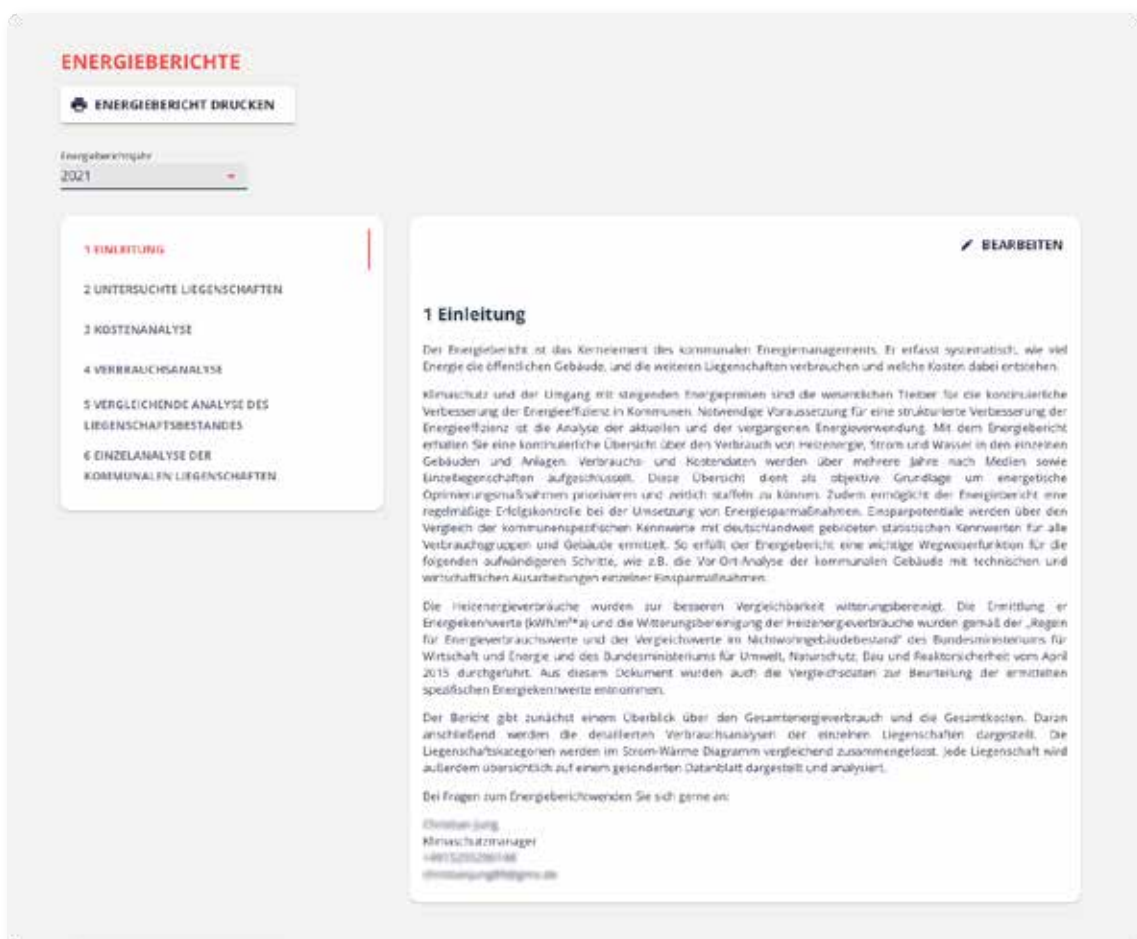 ENERGIEBERICHTE
ENERGIEBERICHT DRUCKEN
Energieberichtsjahr
2021
1 EINLEITUNG
2 UNTERSUCHTE LIEGENSCHAFTEN
3 KOSTENANALYSE
4 VERBRAUCHSANALYSE
5 VERGLEICHENDE ANALYSE DES
LIEGENSCHAFTSBESTANDES
6 EINZELANALYSE DER
KOMMUNALEN LIEGENSCHAFTEN
BEARBEITEN
1 Einleitung
Der Energiebericht ist das Kernelement des kommunalen Energiemanagements. Er erfasst systematisch, wie viel
Energie die öffentlichen Gebäude, und die weiteren Liegenschaften verbrauchen und welche Kosten dabei entstehen.
Klimaschutz und der Umgang mit steigenden Energiepreisen sind die wesentlichen Treiber für die kontinuierliche
Verbesserung der Energieeffizienz in Kommunen. Notwendige Voraussetzung für eine strukturierte Verbesserung der
Energieeffizienz ist die Analyse der aktuellen und der vergangenen Energieverwendung. Mit dem Energiebericht
erhalten Sie eine kontinuierliche Übersicht über den Verbrauch von Heizenergie, Strom und Wasser in den einzelnen
Gebäuden und Anlagen. Verbrauchs- und Kostendaten werden über mehrere Jahre nach Medien sowie
Einzelliegenschaften aufgeschlüsselt. Diese Übersicht dient als objektive Grundlage um energetische
Optimierungsmaßnahmen priorisieren und zeitlich staffeln zu können. Zudem ermöglicht der Energiebericht eine
regelmäßige Erfolgskontrolle bei der Umsetzung von Energiesparmaßnahmen. Einsparpotentiale werden über den
Vergleich der kommunenspezifischen Kennwerte mit deutschlandweit gebildeten statistischen Kennwerten für alle
Verbrauchsgruppen und Gebäude ermittelt. So erfüllt der Energiebericht eine wichtige Wegweiserfunktion für die
folgenden aufwändigeren Schritte, wie z.B. die Vor-Ort-Analyse der kommunalen Gebäude mit technischen und
wirtschaftlichen Ausarbeitungen einzelner Einsparmaßnahmen.
Die Heizenergieverbräuche wurden zur besseren Vergleichbarkeit witterungsbereinigt. Die Ermittlung er
Energiekennwerte (kWh/m²*a) und die Witterungsbereinigung der Heizenergieverbräuche wurden gemäß der „Regeln
für Energieverbrauchswerte und der Vergleichswerte im Nichtwohngebäudebestand" des Bundesministeriums für
Wirtschaft und Energie und des Bundesministeriums für Umwelt, Naturschutz, Bau und Reaktorsicherheit vom April
2015 durchgeführt. Aus diesem Dokument wurden auch die Vergleichsdaten zur Beurteilung der ermittelten
spezifischen Energiekennwerte entnommen.
Der Bericht gibt zunächst einem Überblick über den Gesamtenergieverbrauch und die Gesamtkosten. Daran
anschließend werden die detaillierten Verbrauchsanalysen der einzelnen Liegenschaften dargestellt. Die
Liegenschaftskategorien werden im Strom-Wärme Diagramm vergleichend zusammengefasst. Jede Liegenschaft wird
außerdem übersichtlich auf einem gesonderten Datanblatt dargestellt und analysiert.
Bei Fragen zum Energieberichtwenden Sie sich gerne an:
Klimaschutzmanager